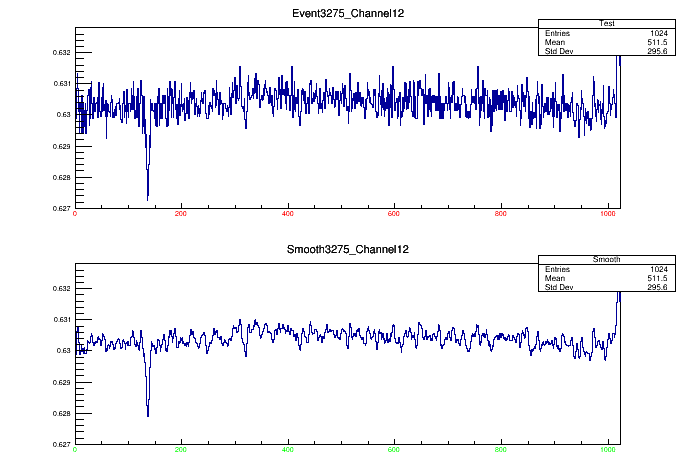 Event3275_Channel12
Test
Entries 1024
Mean 511.5
Std Dev 295.6
0.632
0.631
0.63
0.629
0.628
0.627
0 200 400 600 800 1000
Smooth3275_Channel12
Smooth
Entries 1024
Mean 511.5
Std Dev 295.6
0.632
0.631
0.63
0.629
0.628
0.627
0 200 400 600 800 1000